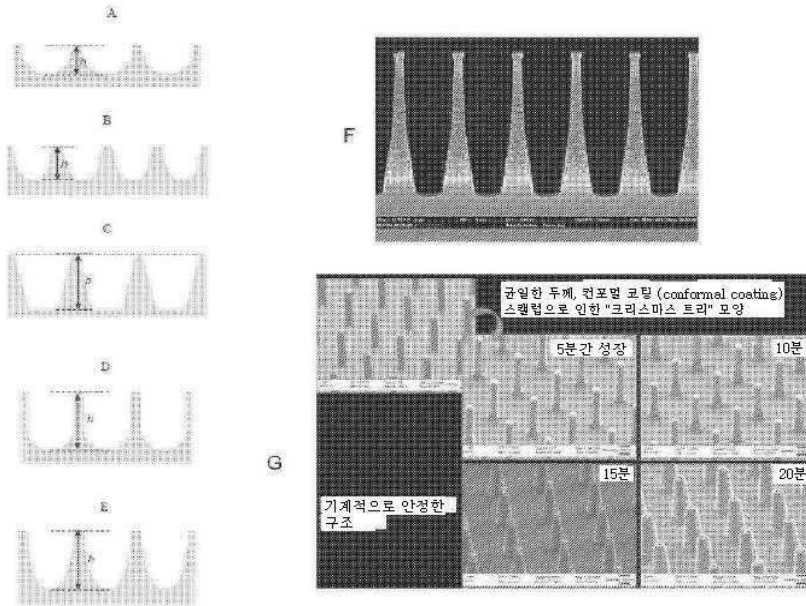 A
h
B
h
C
h
D
h
E
h
F
G
균일한 두께, 컨포멀 코팅 (conformal coating)
스캘럽으로 인한 "크리스마스 트리" 모양
5분간 성장
10분
기계적으로 안정한
구조
15분
20분